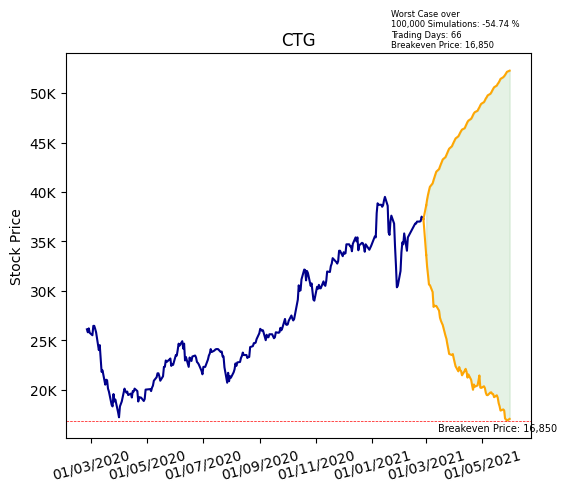 Worst Case over
100,000 Simulations: -54.74 %
Trading Days: 66
Breakeven Price: 16,850
CTG
Stock Price
50K
45K
40K
35K
30K
25K
20K
Breakeven Price: 16,850
01/03/2020
01/05/2020
01/07/2020
01/09/2020
01/11/2020
01/01/2021
01/03/2021
01/05/2021